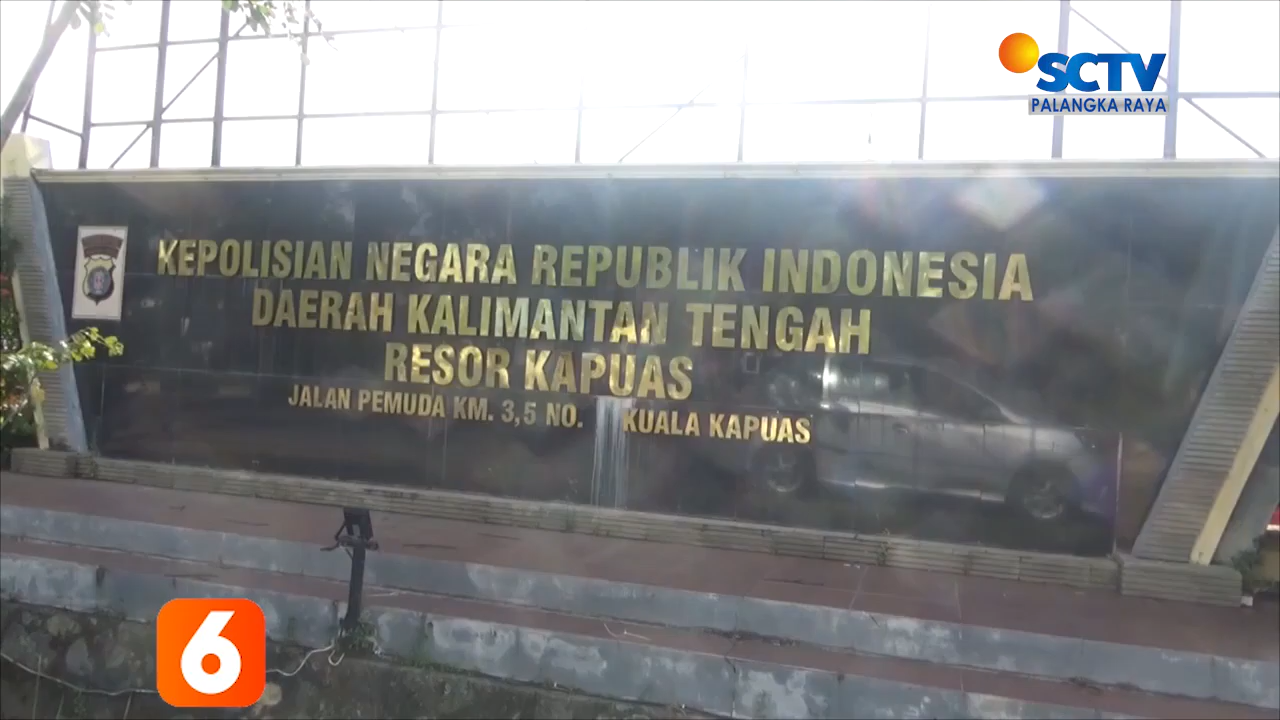 SCTV
PALANGKA RAYA
KEPOLISIAN NEGARA REPUBLIK INDONESIA
DAERAH KALIMANTAN TENGAH
RESOR KAPUAS
JALAN PEMUDA KM. 3,5 NO. KUALA KAPUAS
6